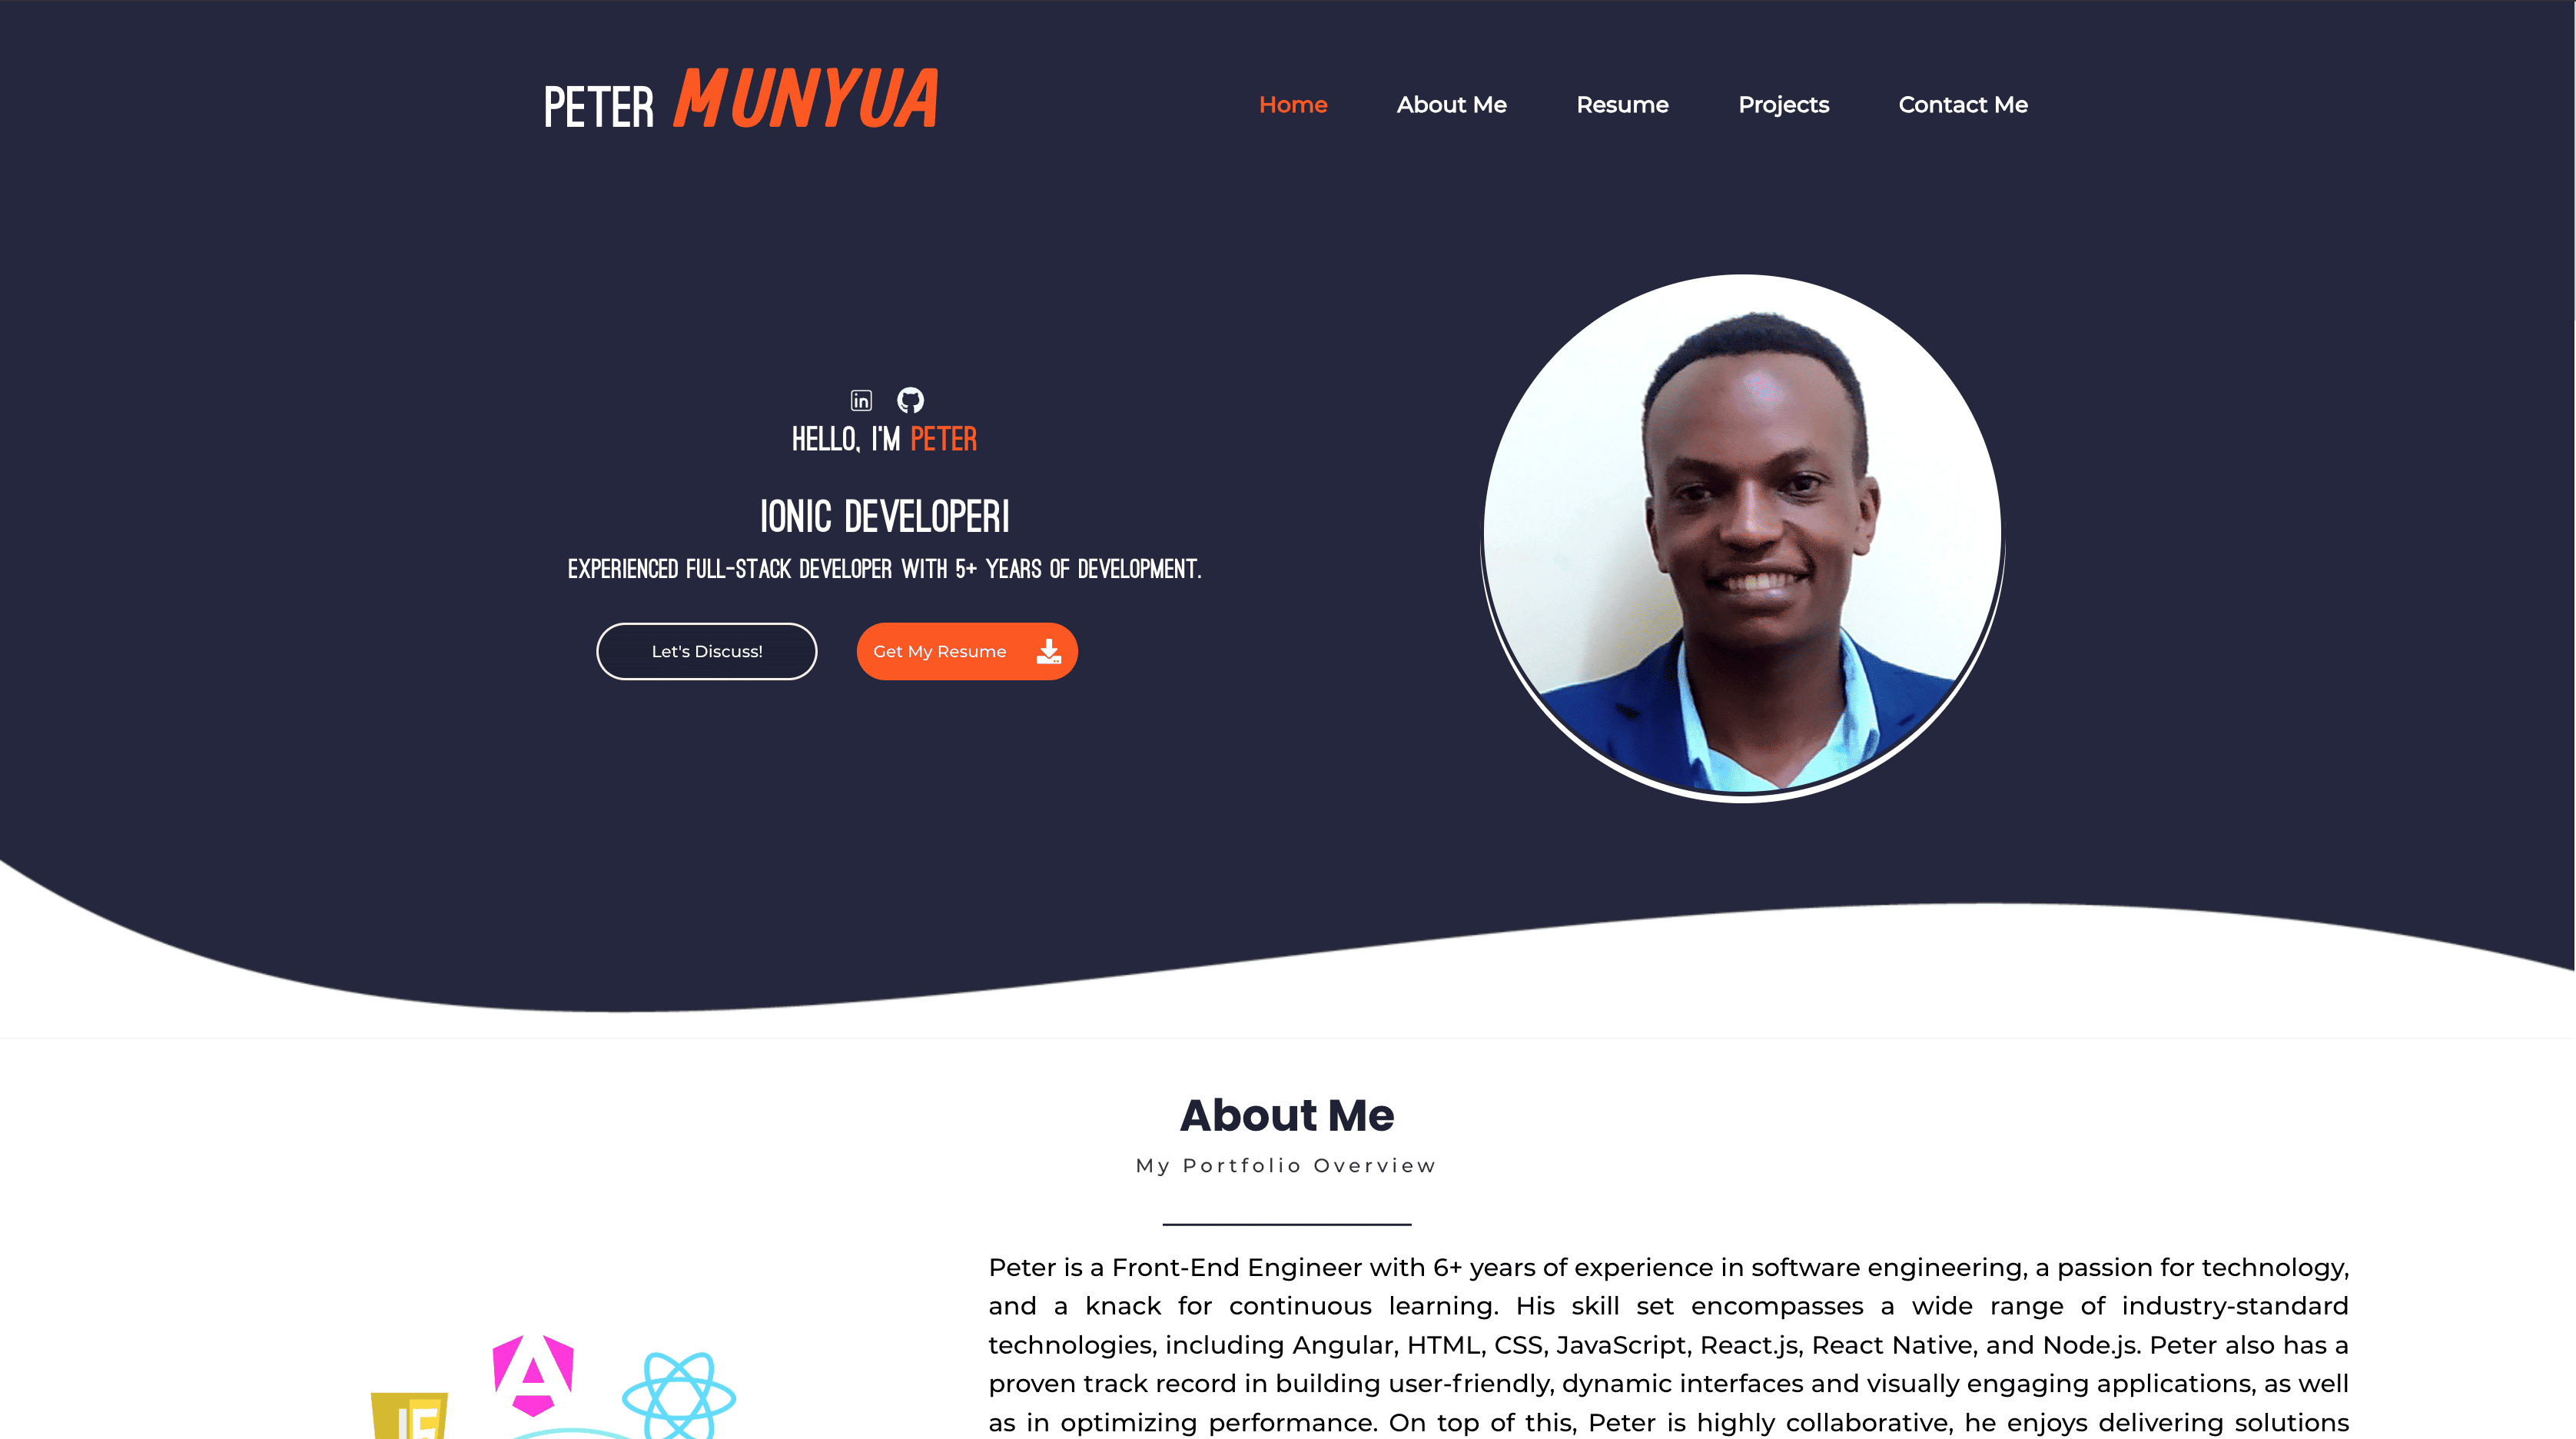 PETER MUNYUA
Home About Me Resume Projects Contact Me
in
HELLO, I'M PETER
IONIC DEVELOPERI
EXPERIENCED FULL-STACK DEVELOPER WITH 5+ YEARS OF DEVELOPMENT.
Let's Discuss! Get My Resume
About Me
My Portfolio Overview
Peter is a Front-End Engineer with 6+ years of experience in software engineering, a passion for technology,
and a knack for continuous learning. His skill set encompasses a wide range of industry-standard
technologies, including Angular, HTML, CSS, JavaScript, React.js, React Native, and Node.js. Peter also has a
proven track record in building user-friendly, dynamic interfaces and visually engaging applications, as well
as in optimizing performance. On top of this, Peter is highly collaborative, he enjoys delivering solutions